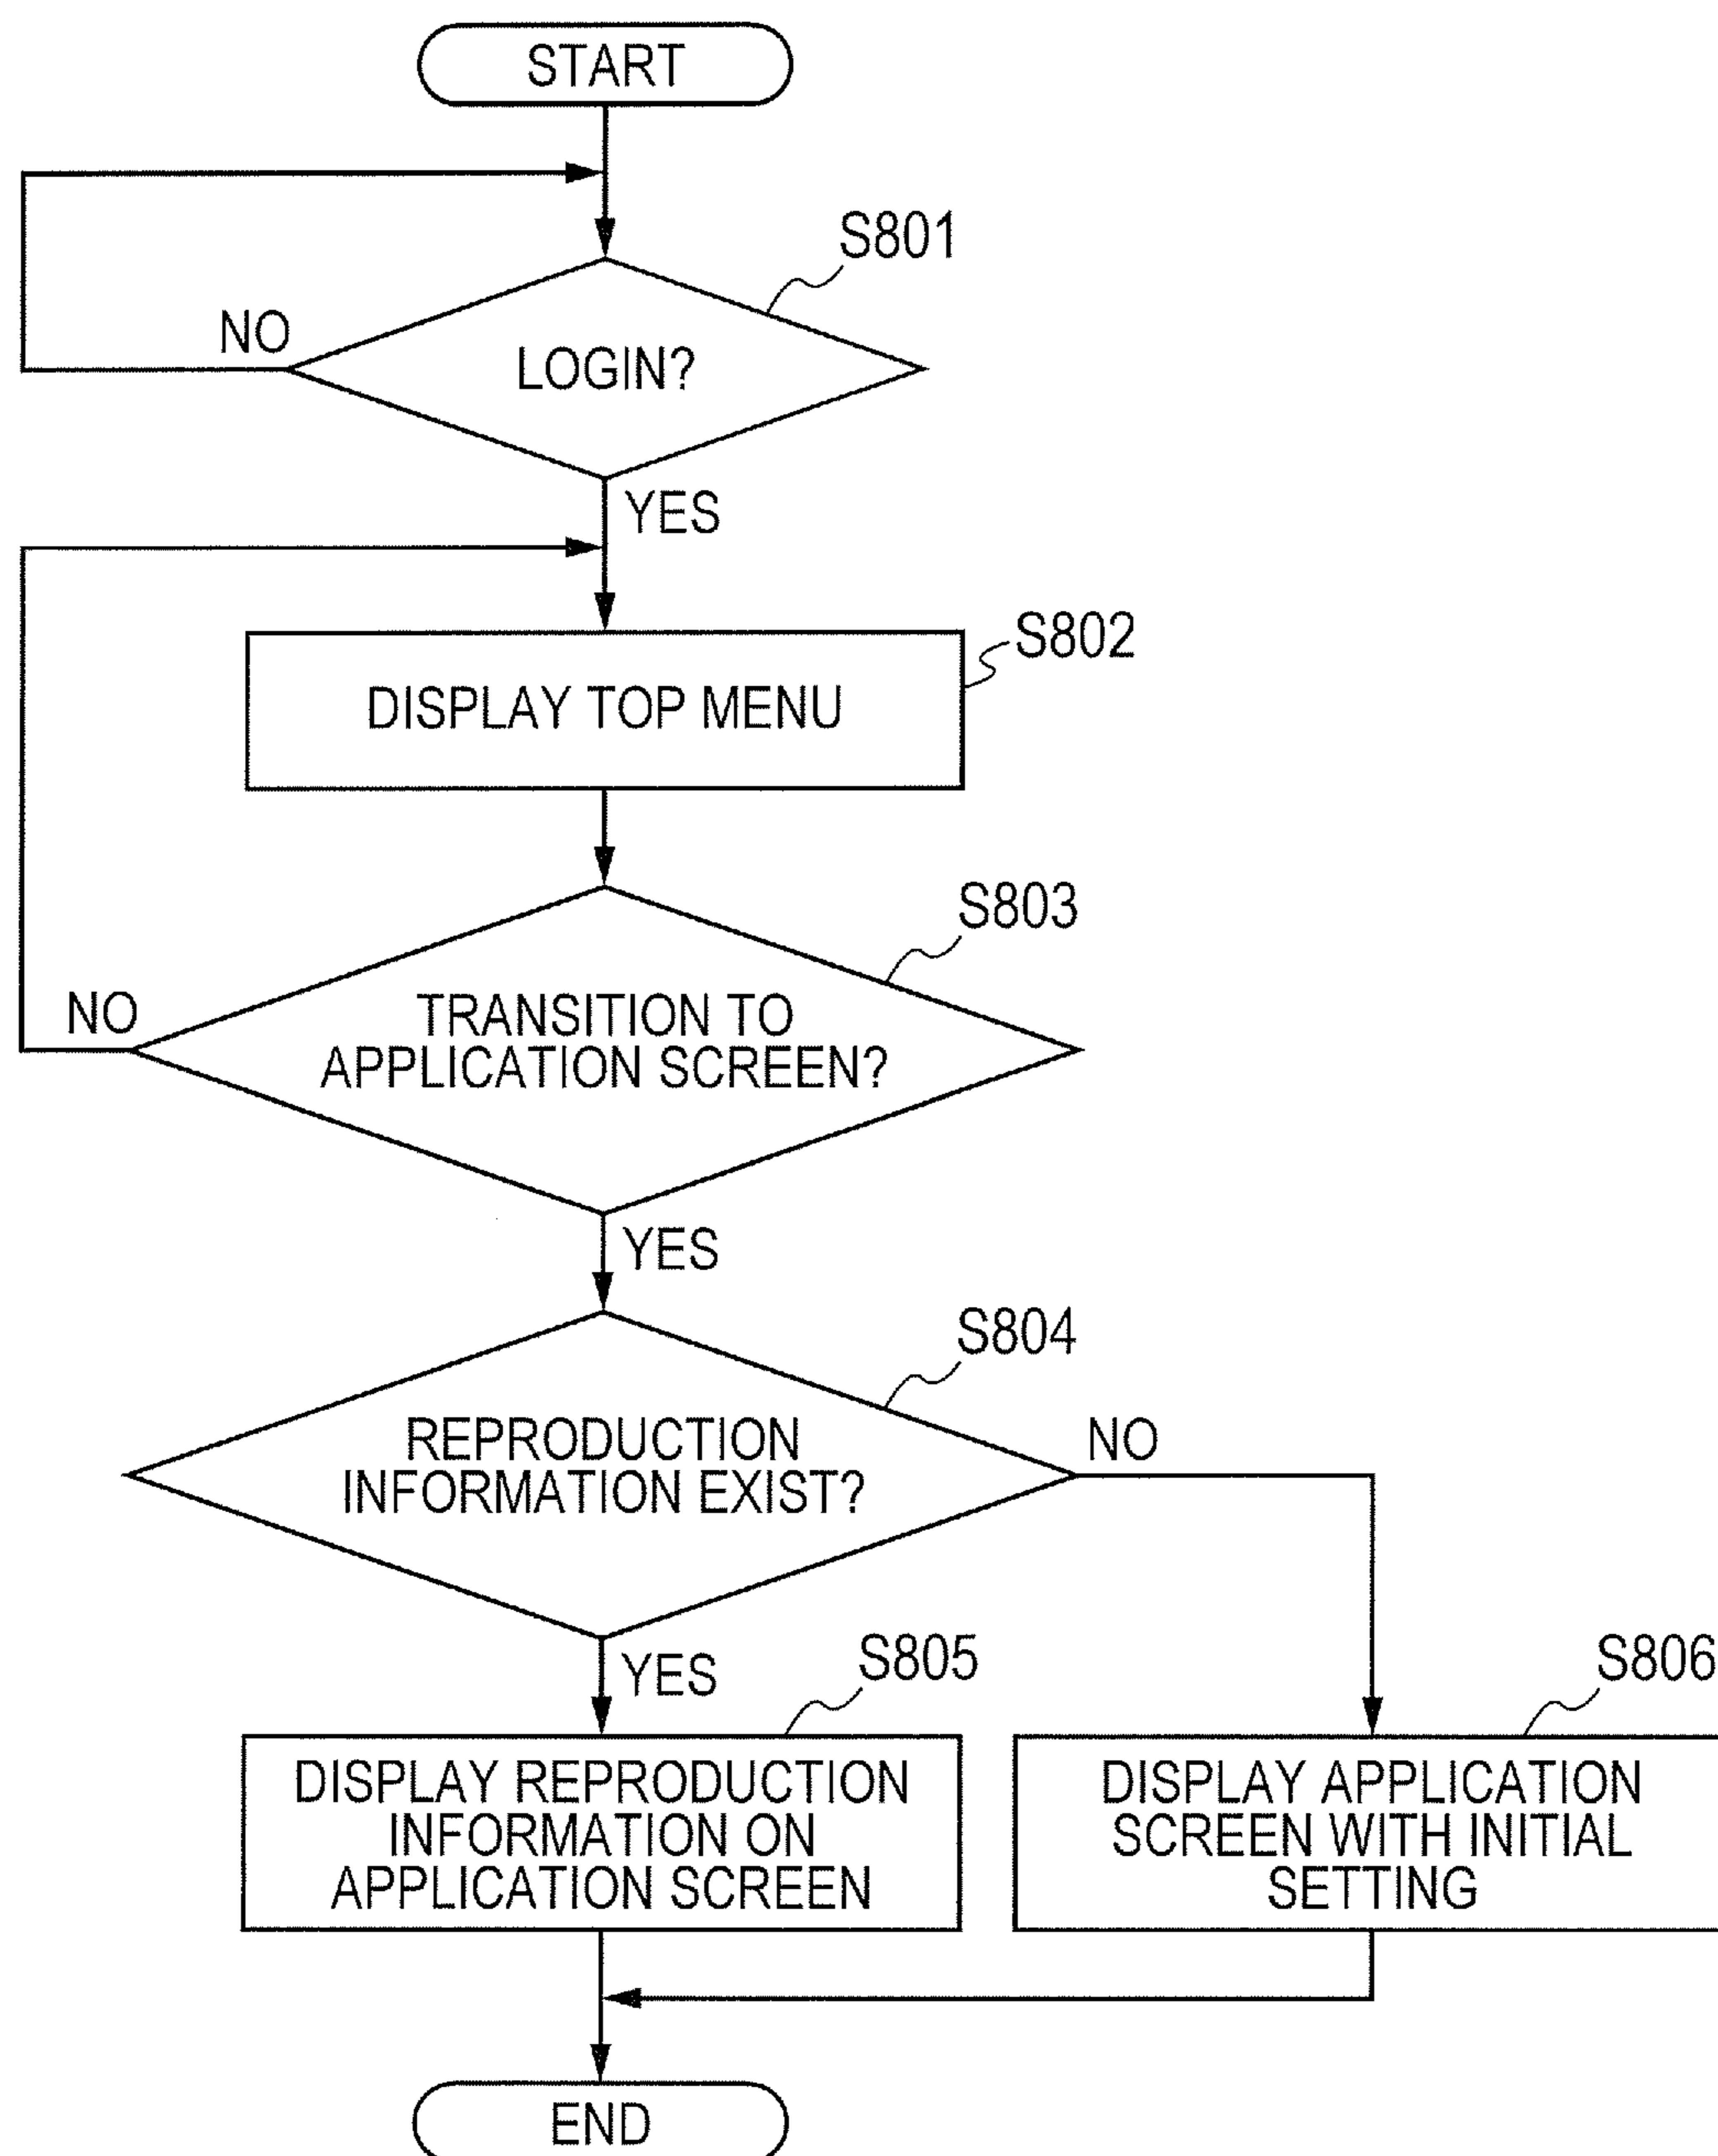 START
S801
NO
LOGIN?
YES
S802
DISPLAY TOP MENU
S803
NO
TRANSITION TO
APPLICATION SCREEN?
YES
S804
REPRODUCTION
INFORMATION EXIST?
NO
YES
S805
S806
DISPLAY REPRODUCTION
INFORMATION ON
APPLICATION SCREEN
DISPLAY APPLICATION
SCREEN WITH INITIAL
SETTING
END